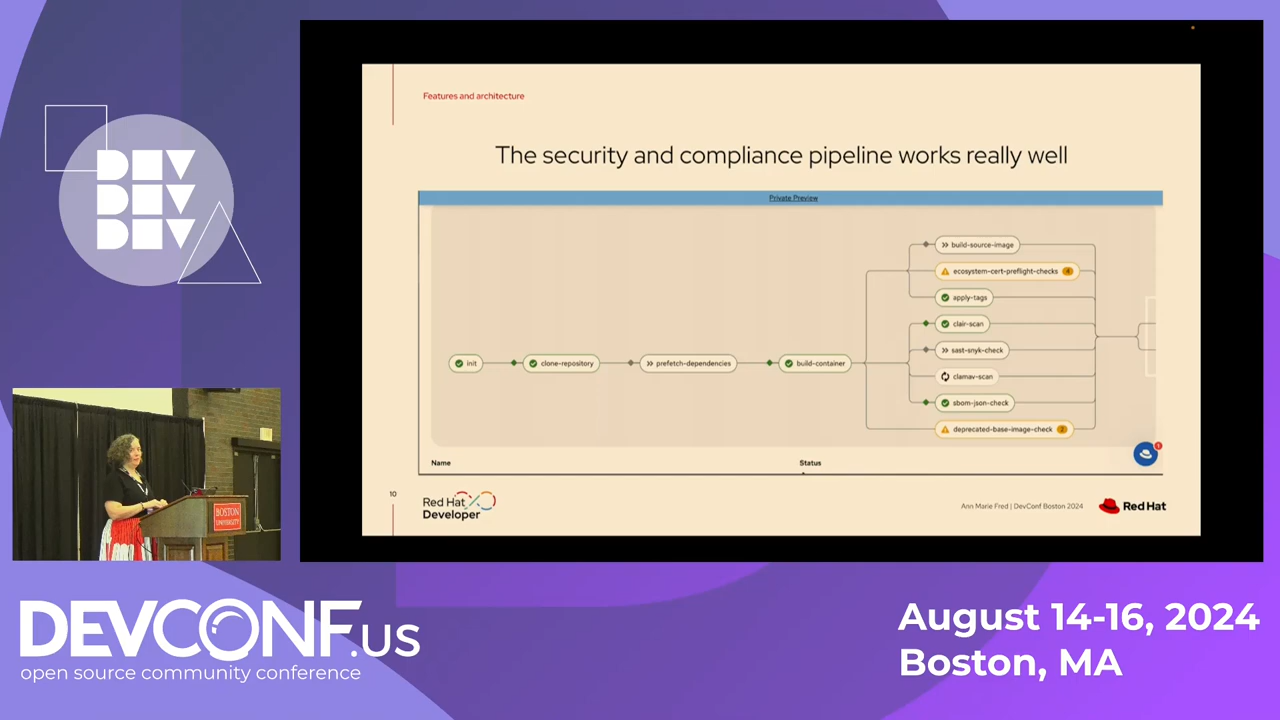 DEV
DEV
DEV
Features and architecture
The security and compliance pipeline works really well
Private Preview
build-source-image
ecosystem-cert-preflight-checks 4
apply-tags
clair-scan
init
clone-repository
prefetch-dependencies
build-container
sast-snyk-check
clamav-scan
sbom-json-check
deprecated-base-image-check 2
1
Name
Status
10
Red Hat
Developer
Ann Marie Fred | DevConf Boston 2024
Red Hat
BOSTON
UNIVERSITY
DEVCONF.US
open source community conference
August 14-16, 2024
Boston, MA